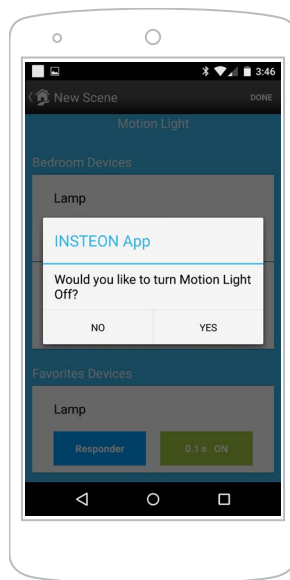 3:46
New Scene DONE
Motion Light
Bedroom Devices
Lamp
INSTEON App
Would you like to turn Motion Light
Off?
NO YES
Favorites Devices
Lamp
Responder 0.1 s ON